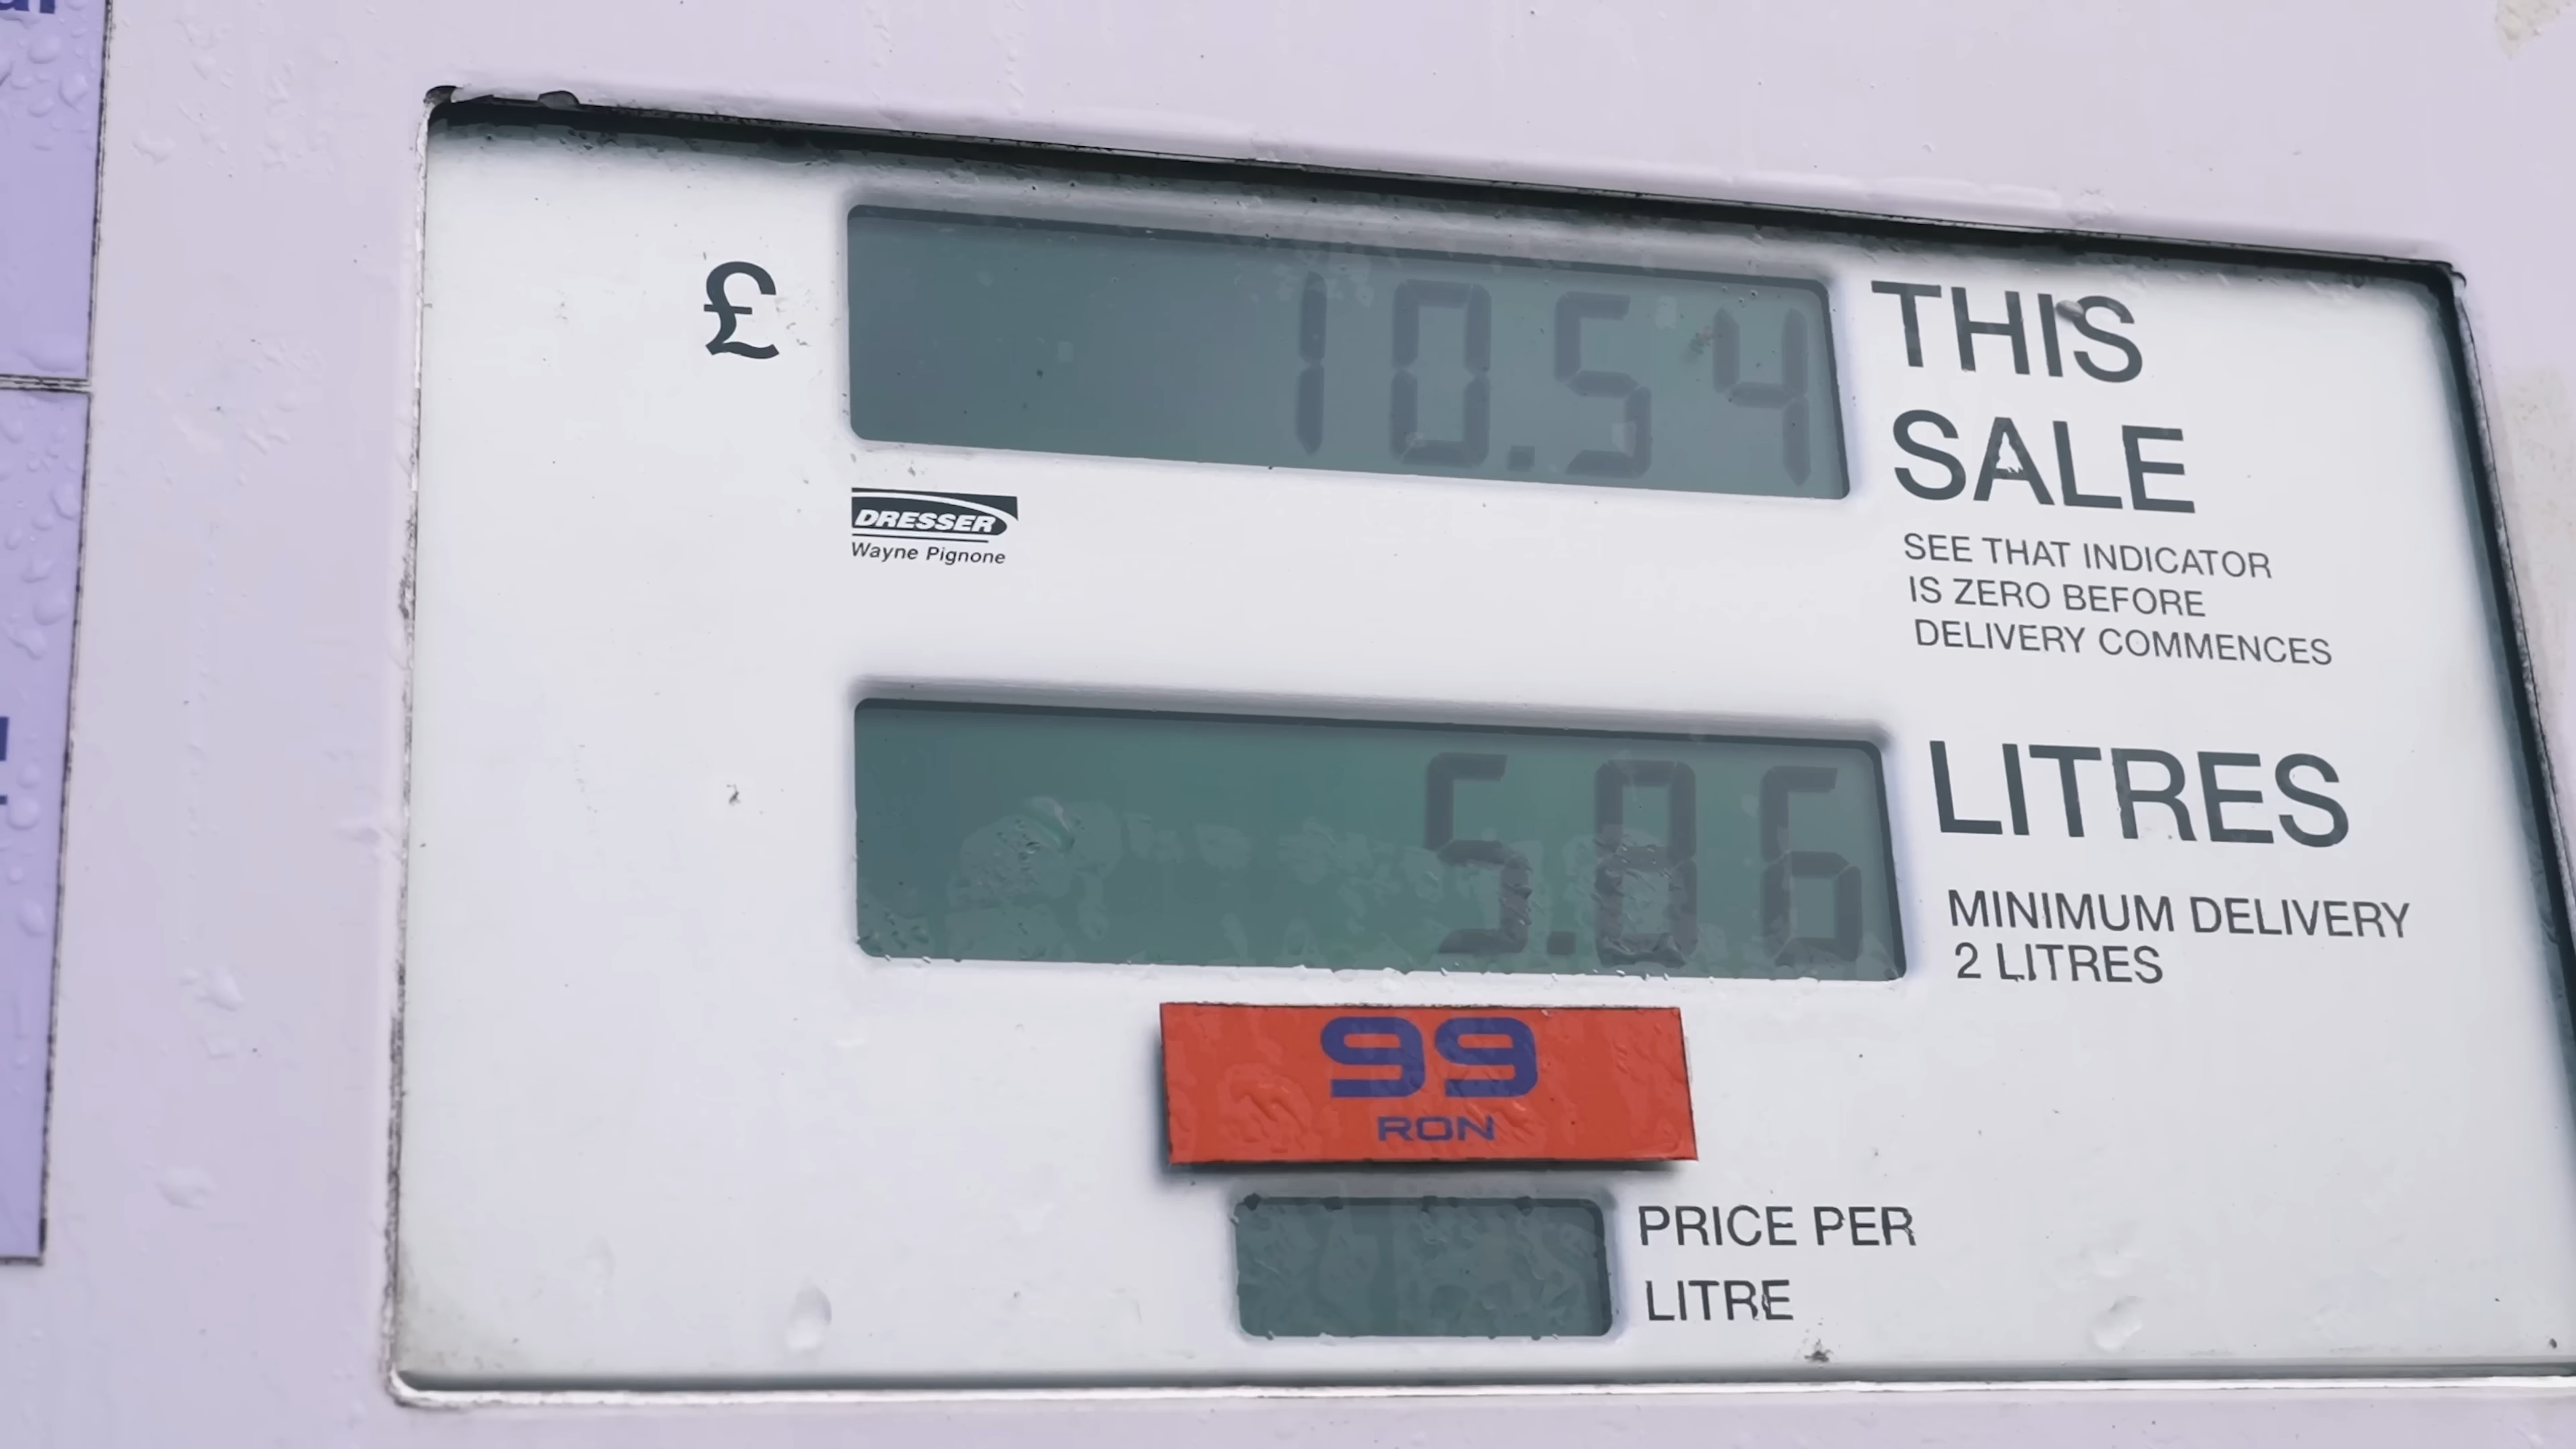 £
10.54
THIS
SALE
DRESSER
Wayne Pignone
SEE THAT INDICATOR
IS ZERO BEFORE
DELIVERY COMMENCES
5.86
LITRES
MINIMUM DELIVERY
2 LITRES
99
RON
PRICE PER
LITRE